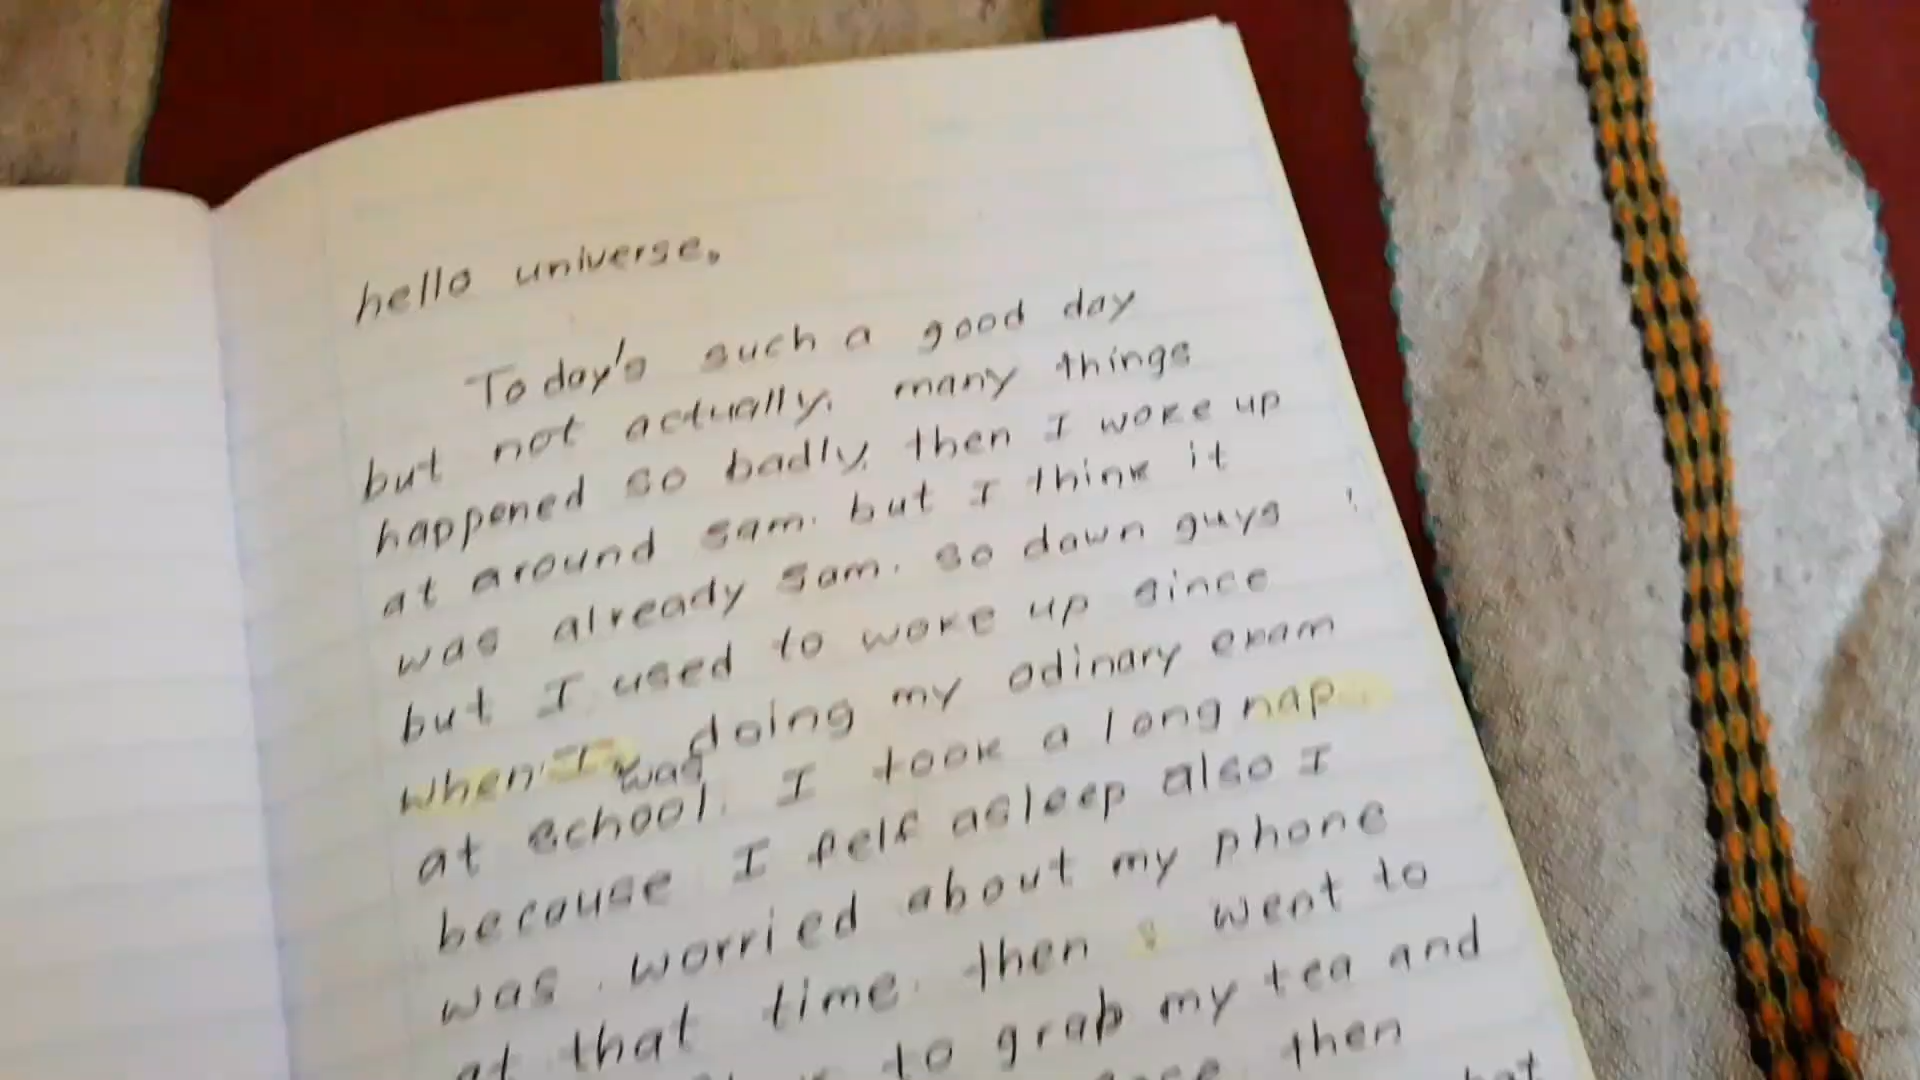 hello universe,
Today's such a good day
but not actually. many things
happened so badly, then I woke up
at around 5am. but I think it
was already 5am. so dawn guys
but I used to woke up since
when I was doing my odinary exam
at school. I took a long nap
because I felf asleep also I
was worried about my phone
at that time. then I went to
to grab my tea and
then